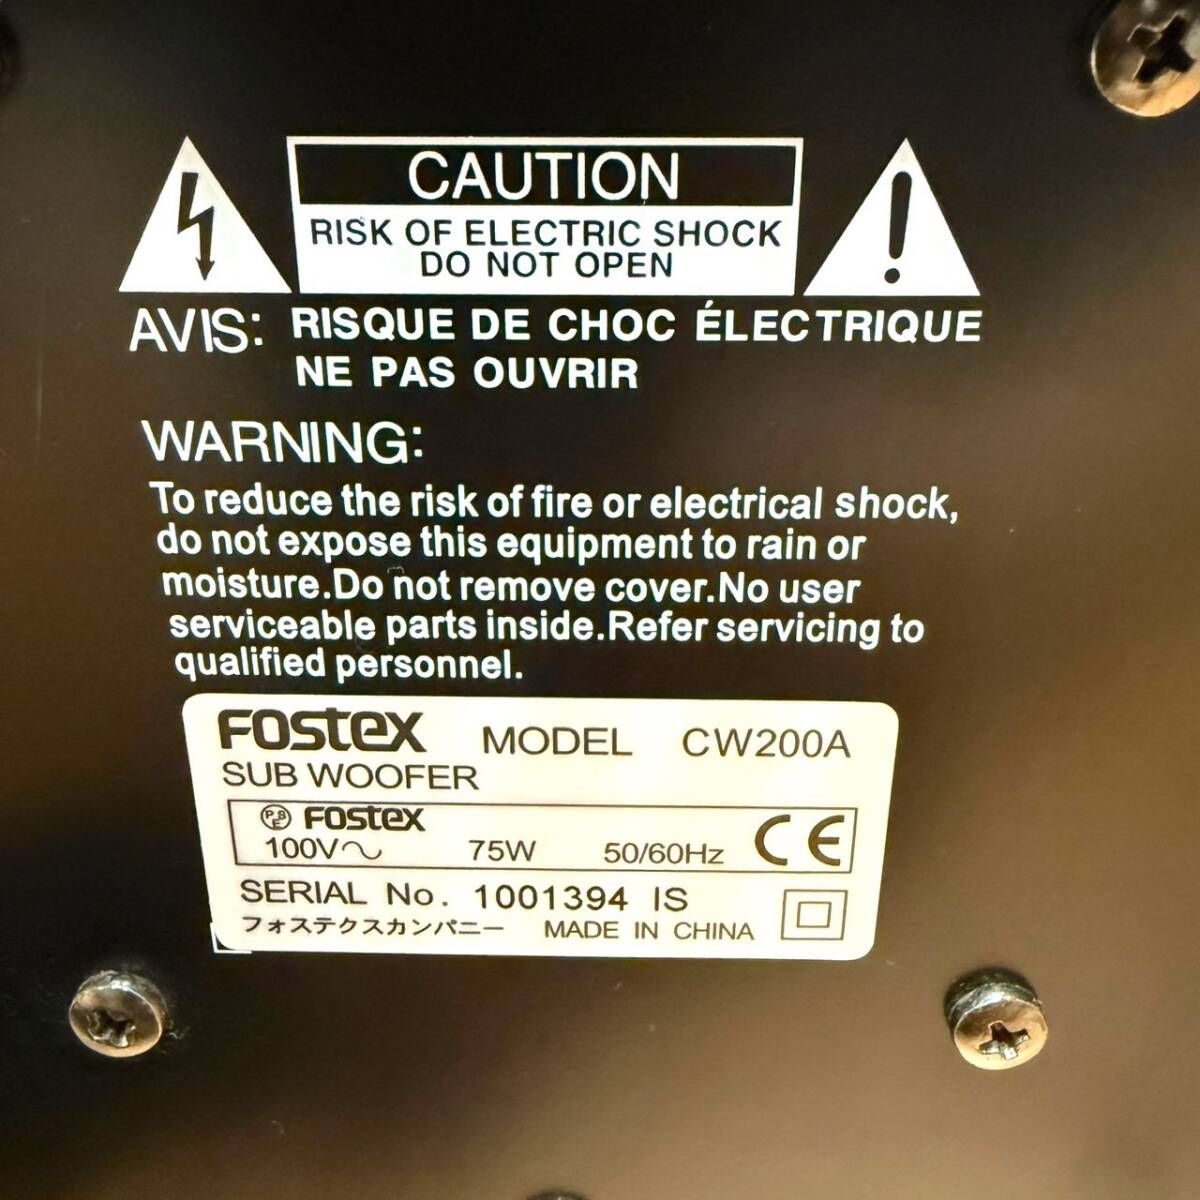 CAUTION
RISK OF ELECTRIC SHOCK
DO NOT OPEN
AVIS: RISQUE DE CHOC ÉLECTRIQUE
NE PAS OUVRIR
WARNING:
To reduce the risk of fire or electrical shock,
do not expose this equipment to rain or
moisture.Do not remove cover.No user
serviceable parts inside.Refer servicing to
qualified personnel.
FOSTEX MODEL CW200A
SUB WOOFER
PSE FOSTEX
100V～ 75W 50/60Hz CE
SERIAL No. 1001394 IS
フォステクスカンパニー MADE IN CHINA